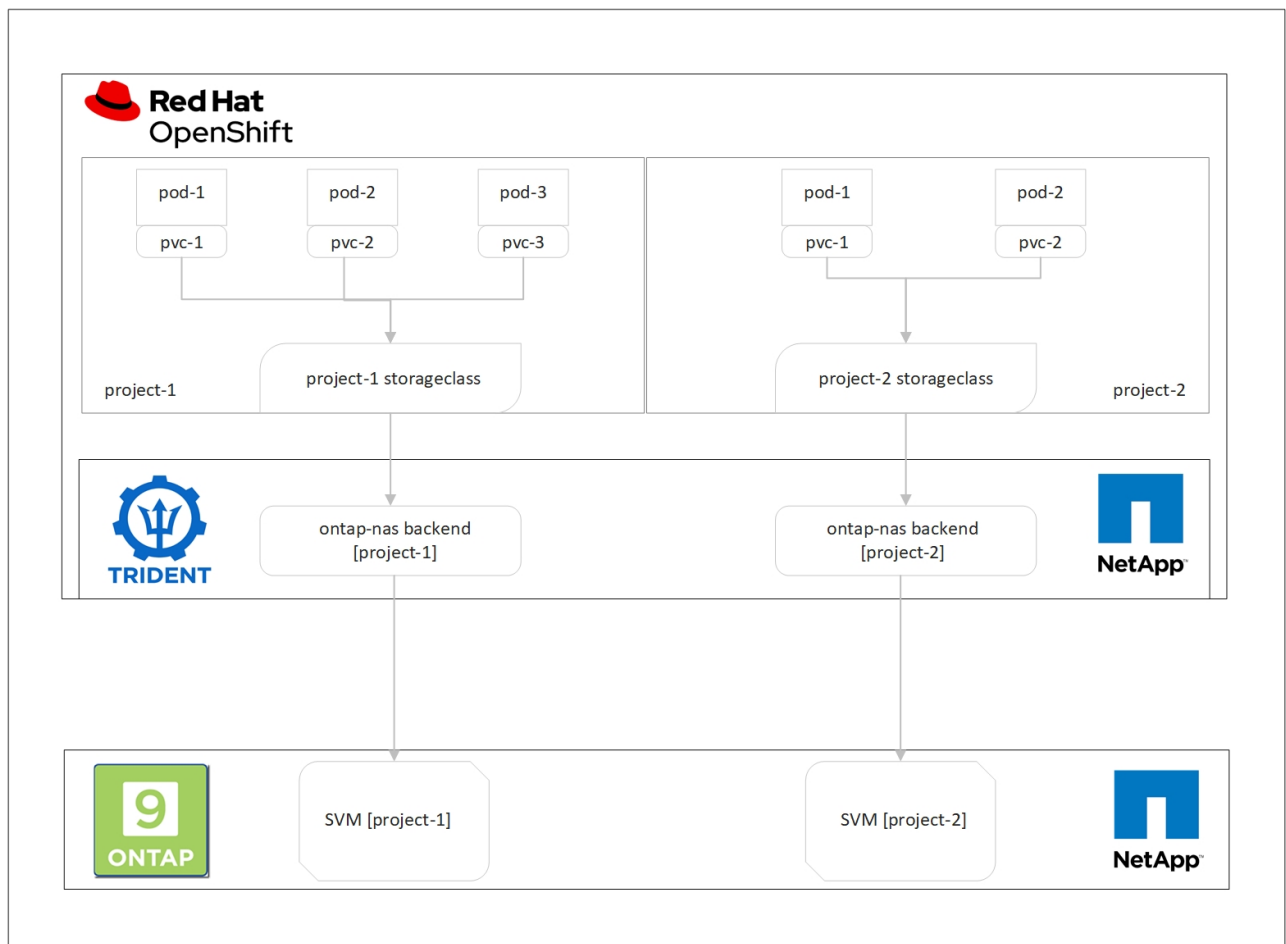 Red Hat
OpenShift
pod-1
pod-2
pod-3
pod-1
pod-2
pvc-1
pvc-2
pvc-3
pvc-1
pvc-2
project-1 storageclass
project-2 storageclass
project-1
project-2
TRIDENT
ontap-nas backend
[project-1]
ontap-nas backend
[project-2]
NetApp™
9
ONTAP
SVM [project-1]
SVM [project-2]
NetApp™